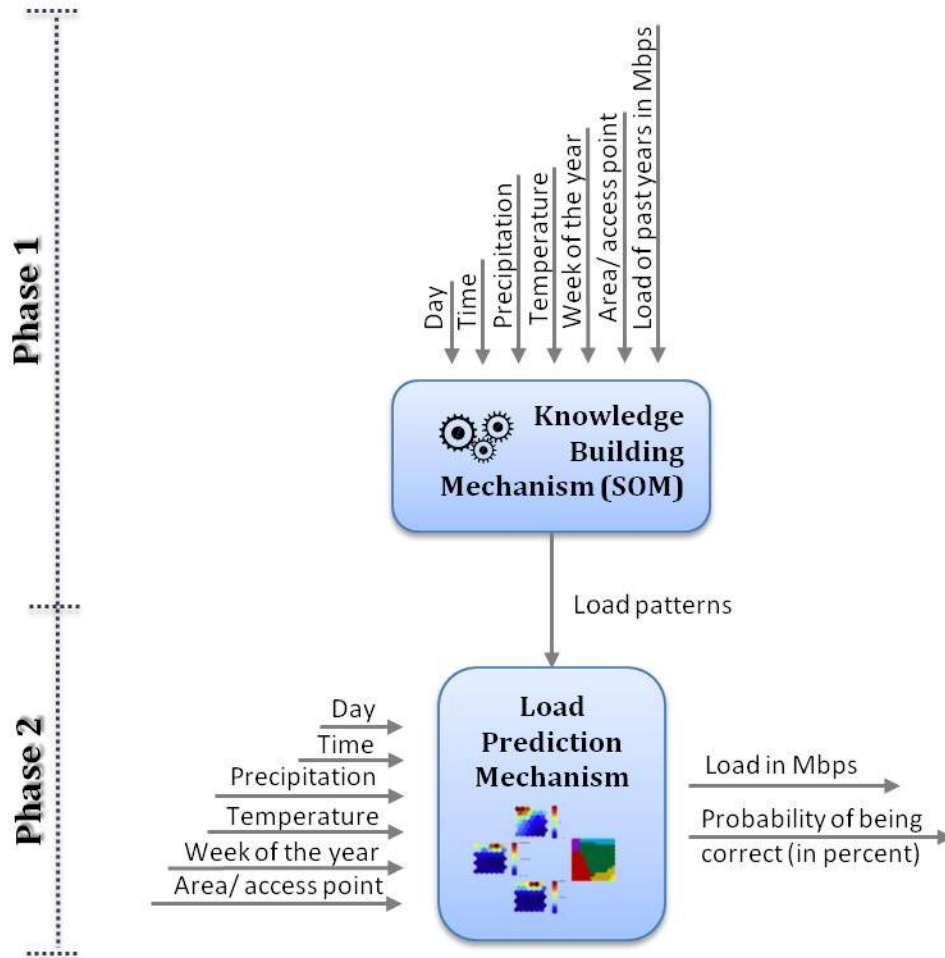 Phase 1
Day
Time
Precipitation
Temperature
Week of the year
Area/ access point
Load of past years in Mbps
Knowledge
Building
Mechanism (SOM)
Load patterns
Phase 2
Day
Time
Precipitation
Temperature
Week of the year
Area/ access point
Load
Prediction
Mechanism
Load in Mbps
Probability of being
correct (in percent)